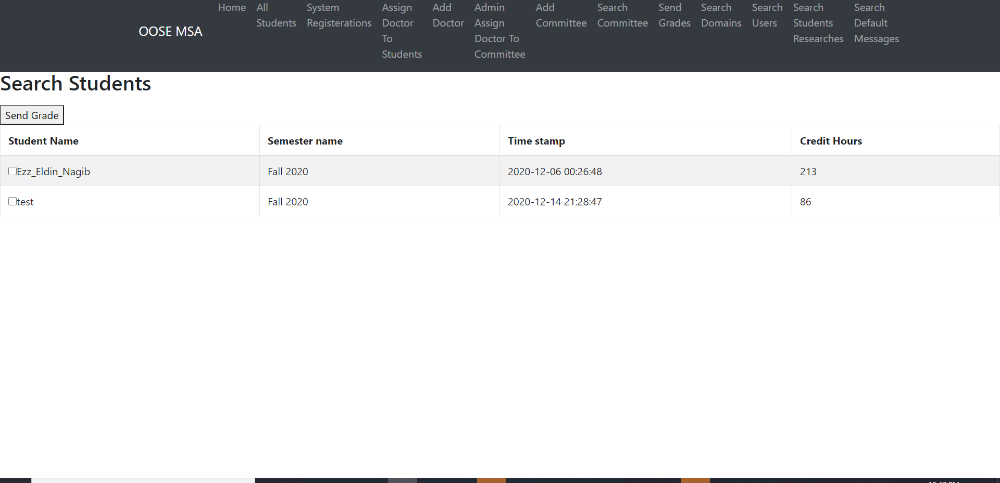 OOSE MSA
Home
All
Students
System
Registerations
Assign
Doctor
To
Students
Add
Doctor
Admin
Assign
Doctor To
Committee
Add
Committee
Search
Committee
Send
Grades
Search
Domains
Search
Users
Search
Students
Researches
Search
Default
Messages
Search Students
Send Grade
Student Name Semester name Time stamp Credit Hours
Ezz_Eldin_Nagib Fall 2020 2020-12-06 00:26:48 213
test Fall 2020 2020-12-14 21:28:47 86